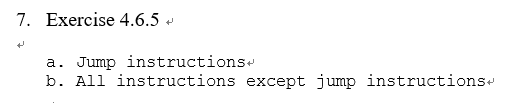 7. Exercise 4.6.5
a. Jump instructions
b. All instructions except jump instructions